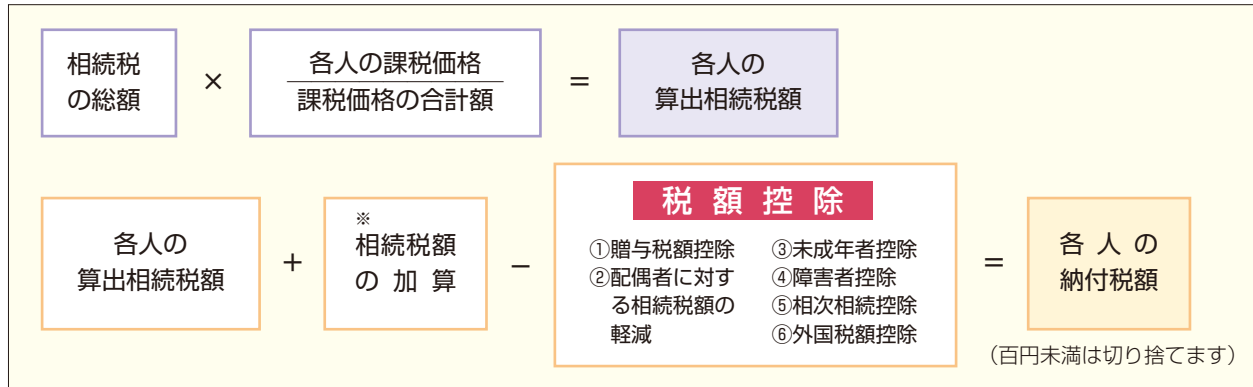 相続税
の総額
×
各人の課税価格
課税価格の合計額
＝
各人の
算出相続税額
各人の
算出相続税額
＋
※
相続税額
の加算
－
税額控除
①贈与税額控除
②配偶者に対す
る相続税額の
軽減
③未成年者控除
④障害者控除
⑤相次相続控除
⑥外国税額控除
＝
各人の
納付税額
（百円未満は切り捨てます）